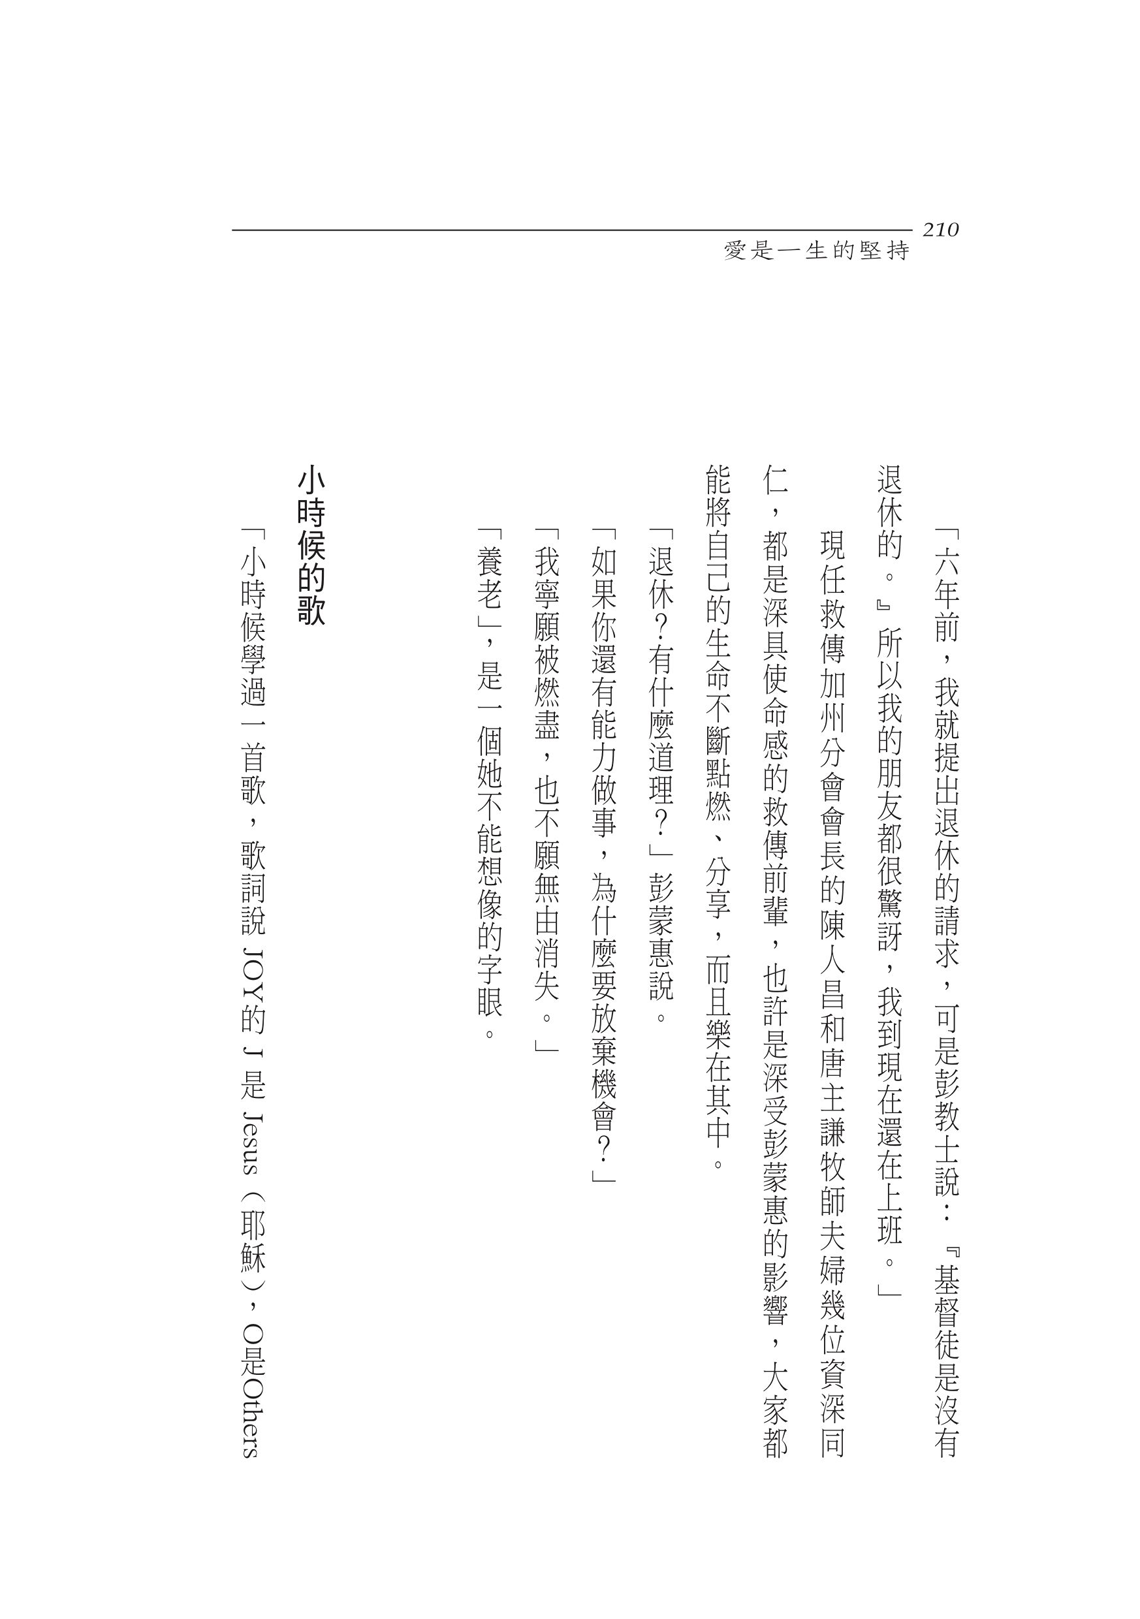 210
愛是一生的堅持
「六年前，我就提出退休的請求，可是彭教士說：『基督徒是沒有
退休的。』所以我的朋友都很驚訝，我到現在還在上班。」
現任救傳加州分會會長的陳人昌和唐主謙牧師夫婦幾位資深同
仁，都是深具使命感的救傳前輩，也許是深受彭蒙惠的影響，大家都
能將自己的生命不斷點燃、分享，而且樂在其中。
「退休？有什麼道理？」彭蒙惠說。
「如果你還有能力做事，為什麼要放棄機會？」
「我寧願被燃盡，也不願無由消失。」
「養老」，是一個她不能想像的字眼。
小時候的歌
「小時候學過一首歌，歌詞說 JOY的 J 是 Jesus（耶穌），O是Others